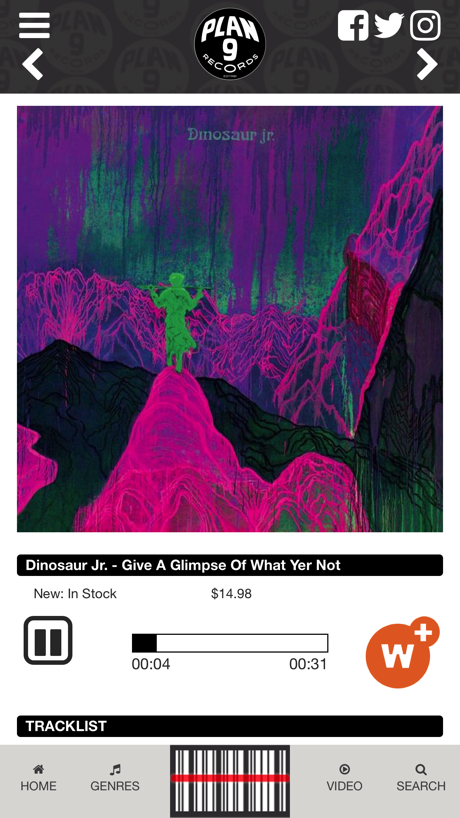 PLAN
9
RECORDS
Dinosaur jr.
Dinosaur Jr. - Give A Glimpse Of What Yer Not
New: In Stock $14.98
00:04 00:31
W
TRACKLIST
HOME GENRES VIDEO SEARCH